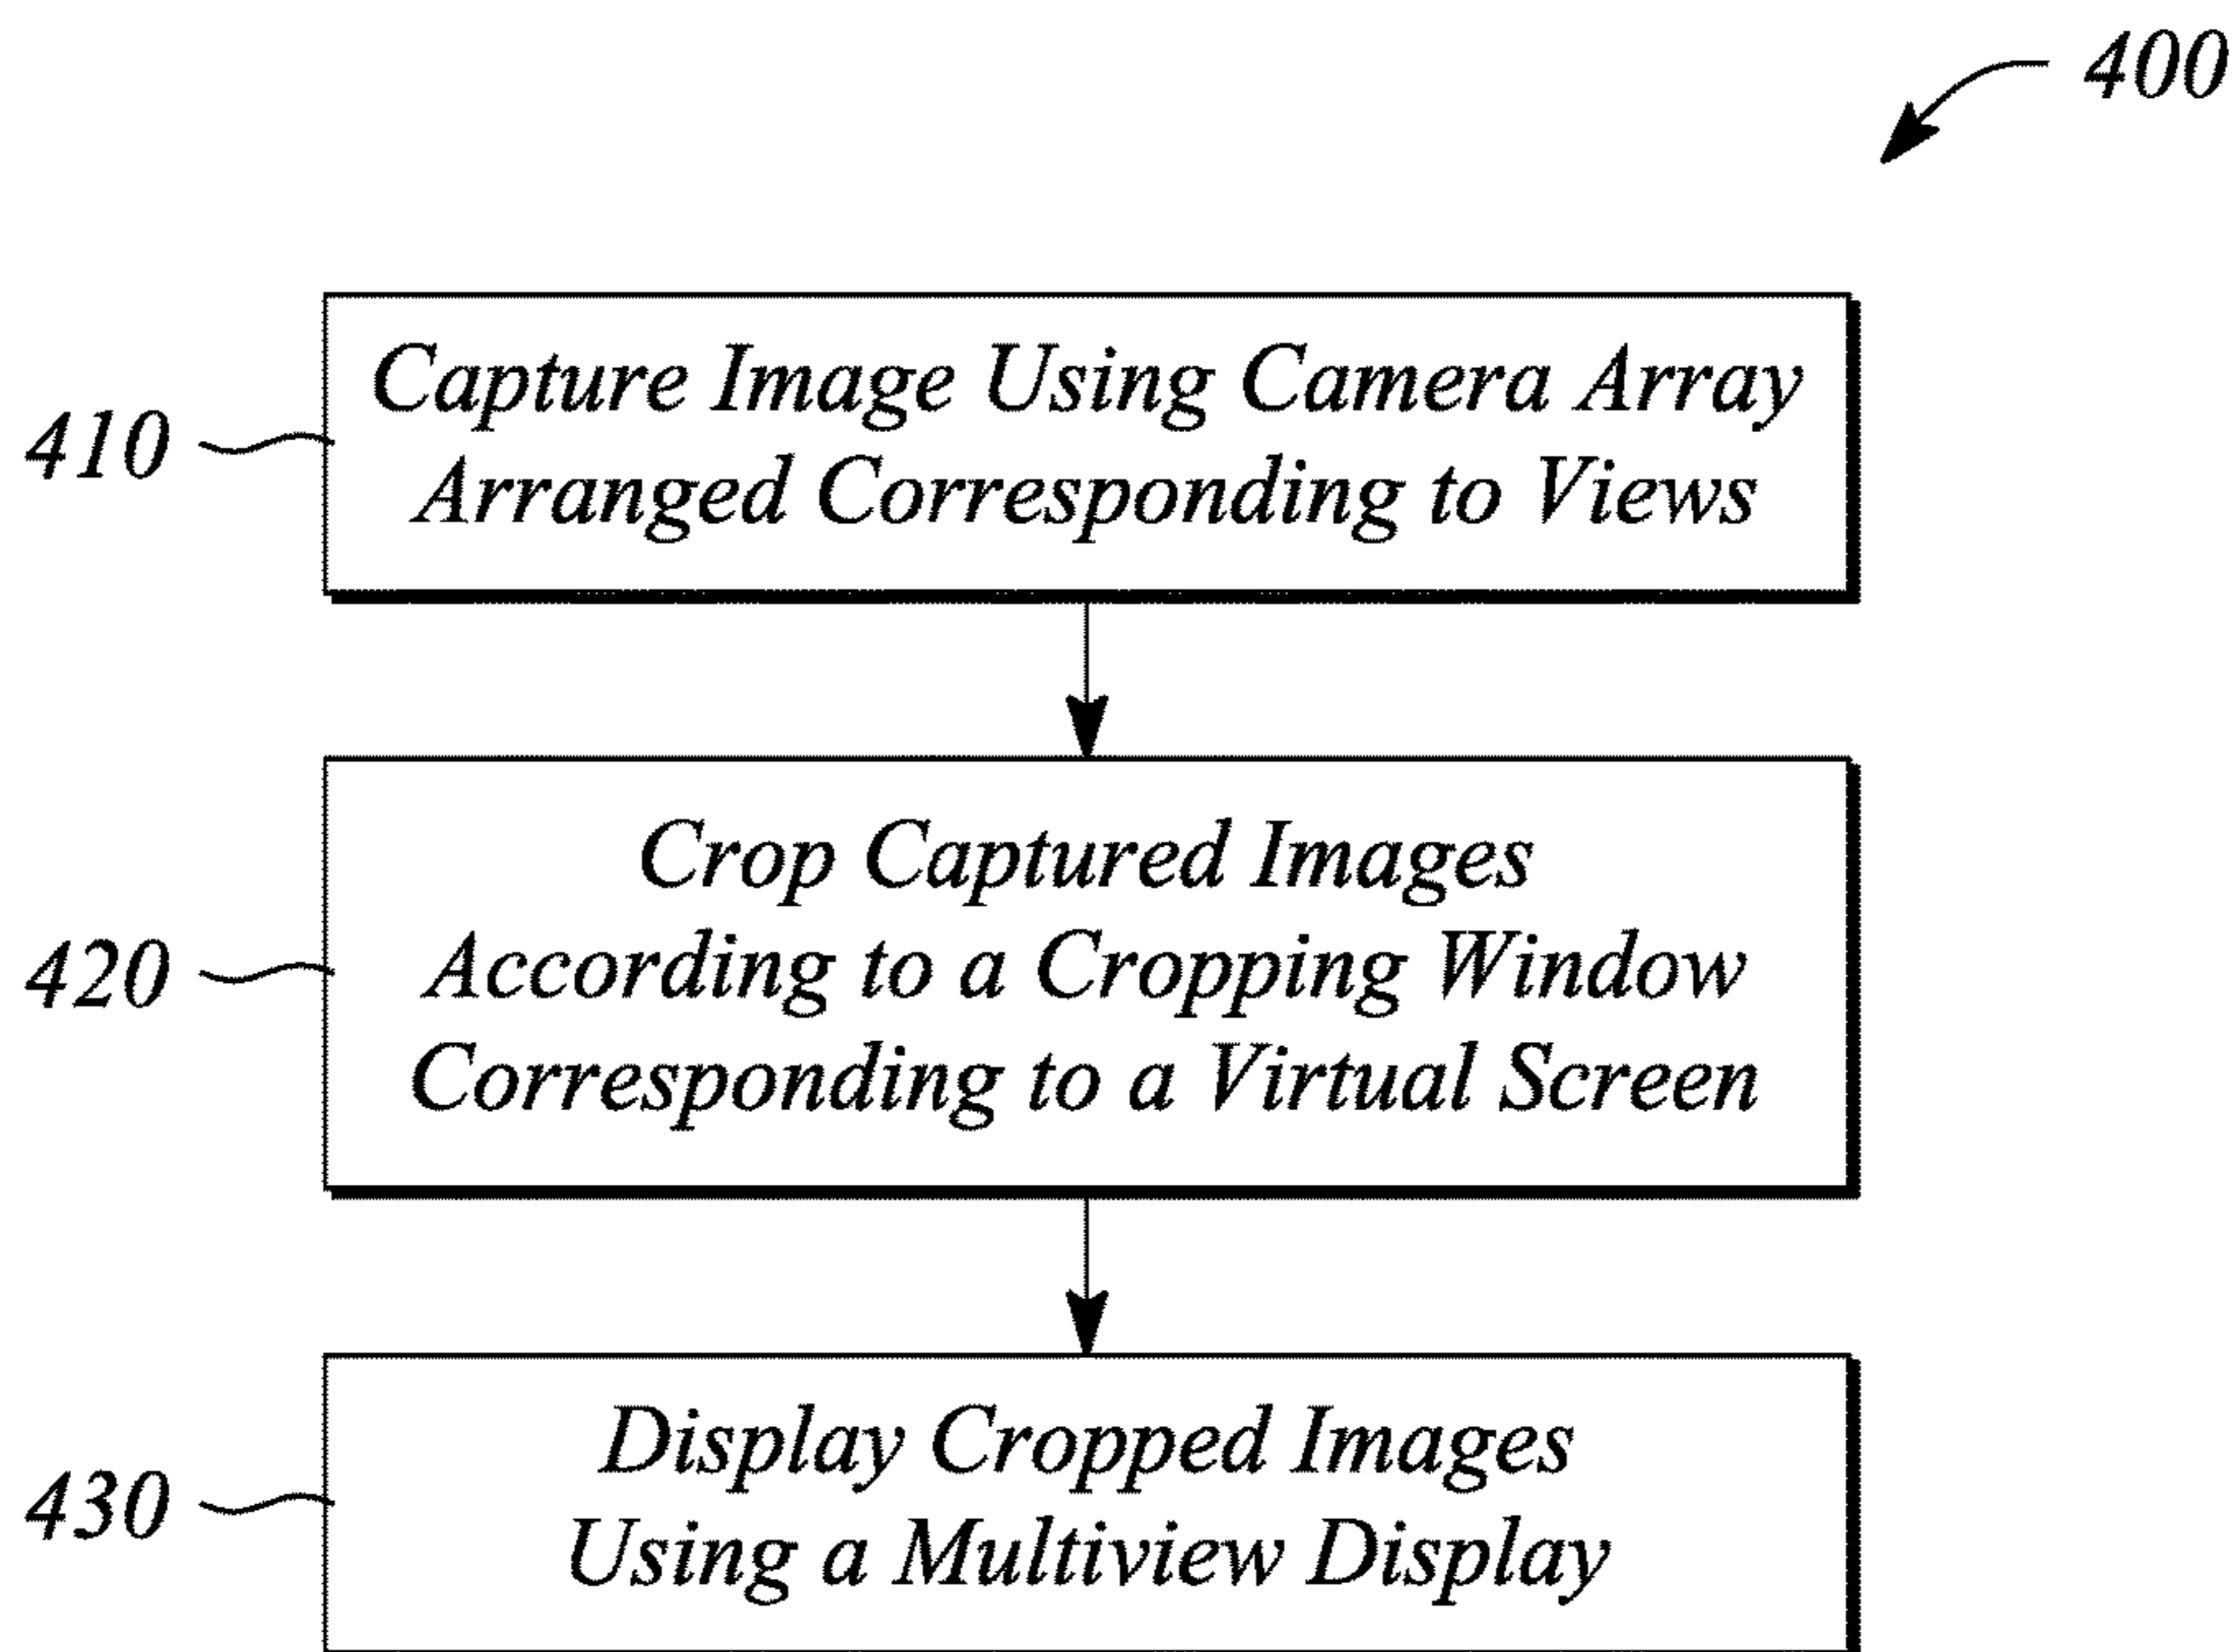 400
410
Capture Image Using Camera Array
Arranged Corresponding to Views
420
Crop Captured Images
According to a Cropping Window
Corresponding to a Virtual Screen
430
Display Cropped Images
Using a Multiview Display